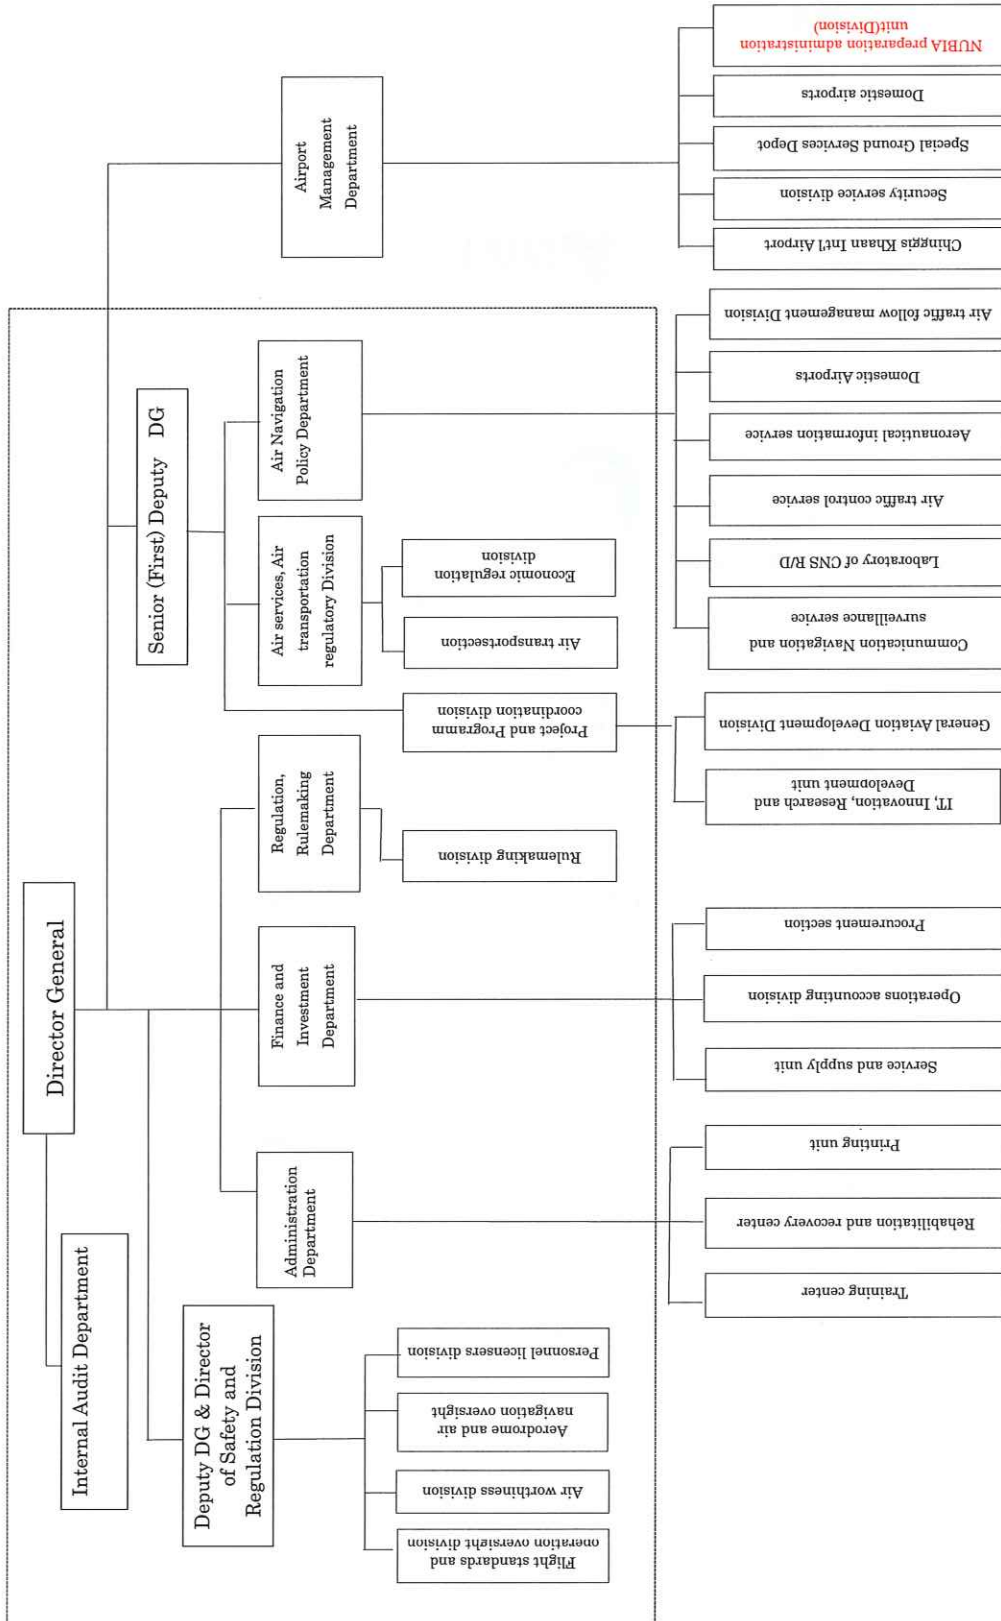 Director General
Internal Audit Department
Deputy DG & Director
of Safety and
Regulation Division
Senior (First) Deputy DG
Administration
Department
Finance and
Investment
Department
Regulation,
Rulemaking
Department
Air services, Air
transportation
regulatory Division
Air Navigation
Policy Department
Airport
Management
Department
Flight standards and
operation oversight division
Air worthiness division
Aerodrome and air
navigation oversight
Personnel licensers division
Rulemaking division
Project and Programm
coordination division
Air transportsection
Economic regulation
division
Training center
Rehabilitation and recovery center
Printing unit
Service and supply unit
Operations accounting division
Procurement section
IT, Innovation, Research and
Development unit
General Aviation Development Division
Communication Navigation and
surveillance service
Laboratory of CNS R/D
Air traffic control service
Aeronautical information service
Domestic Airports
Air traffic follow management Division
Chinggis Khaan Int'l Airport
Security service division
Special Ground Services Depot
Domestic airports
NUBIA preparation administration
unit(Division)